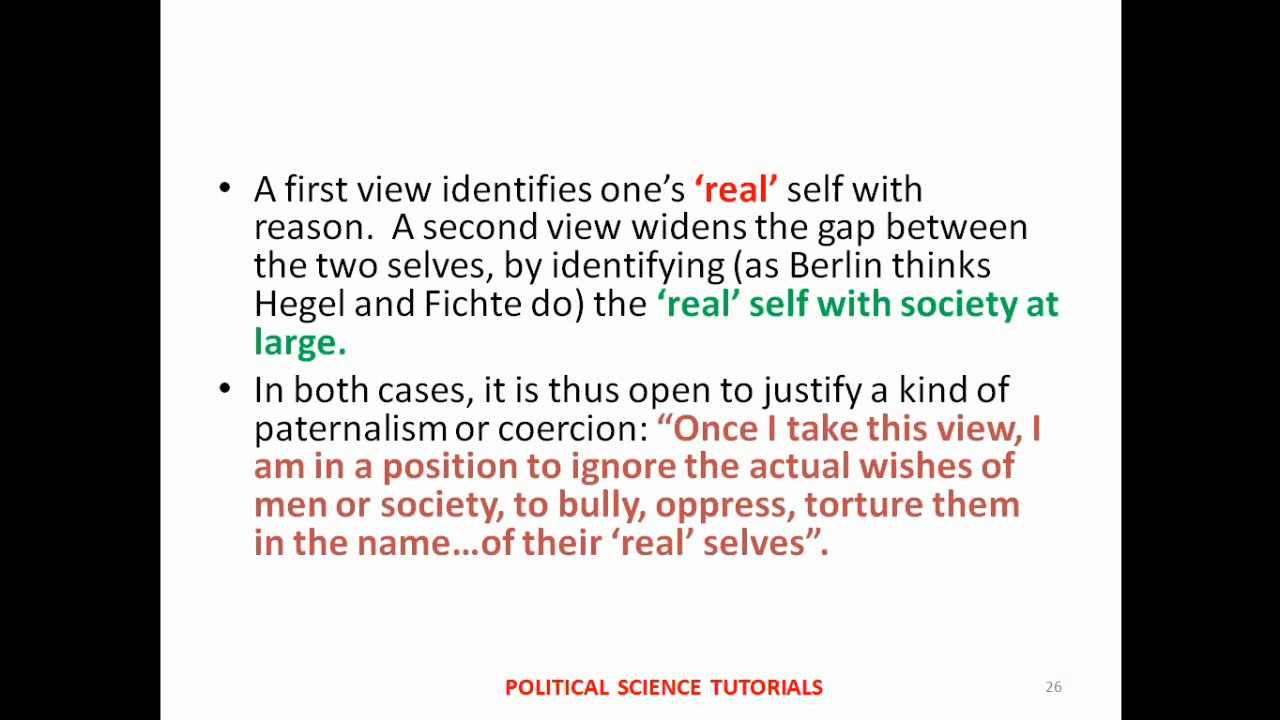 • A first view identifies one’s ‘real’ self with
reason.  A second view widens the gap between
the two selves, by identifying (as Berlin thinks
Hegel and Fichte do) the ‘real’ self with society at
large.
• In both cases, it is thus open to justify a kind of
paternalism or coercion: “Once I take this view, I
am in a position to ignore the actual wishes of
men or society, to bully, oppress, torture them
in the name…of their ‘real’ selves”.
POLITICAL SCIENCE TUTORIALS
26